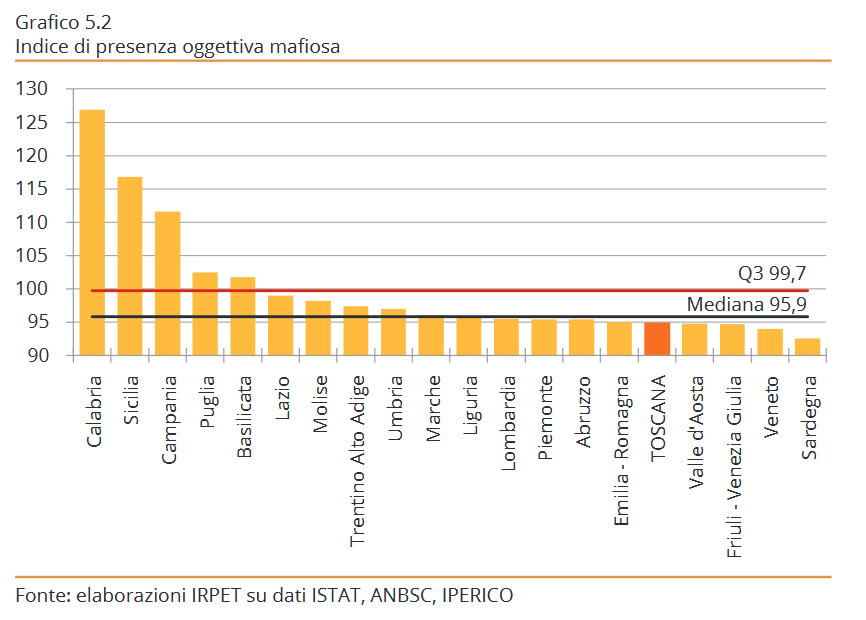 Grafico 5.2
Indice di presenza oggettiva mafiosa
130
125
120
115
110
105
100
95
90
Q3 99,7
Mediana 95,9
Calabria
Sicilia
Campania
Puglia
Basilicata
Lazio
Molise
Trentino Alto Adige
Umbria
Marche
Liguria
Lombardia
Piemonte
Abruzzo
Emilia - Romagna
TOSCANA
Valle d'Aosta
Friuli - Venezia Giulia
Veneto
Sardegna
Fonte: elaborazioni IRPET su dati ISTAT, ANBSC, IPERICO